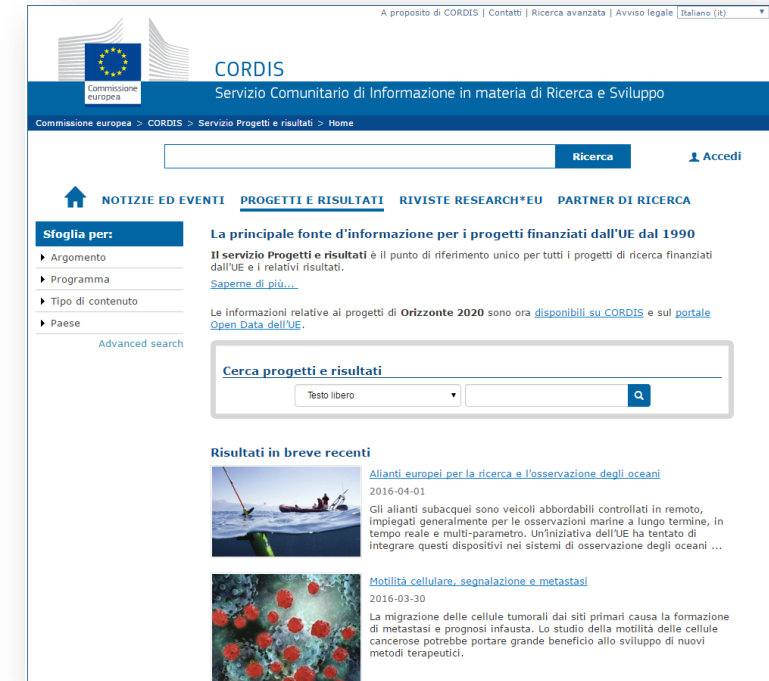 A proposito di CORDIS | Contatti | Ricerca avanzata | Avviso legale Italiano (it)
Commissione
europea
CORDIS
Servizio Comunitario di Informazione in materia di Ricerca e Sviluppo
Commissione europea > CORDIS > Servizio Progetti e risultati > Home
Ricerca
Accedi
NOTIZIE ED EVENTI PROGETTI E RISULTATI RIVISTE RESEARCH*EU PARTNER DI RICERCA
Sfoglia per:
Argomento
Programma
Tipo di contenuto
Paese
Advanced search
La principale fonte d'informazione per i progetti finanziati dall'UE dal 1990
Il servizio Progetti e risultati è il punto di riferimento unico per tutti i progetti di ricerca finanziati
dall'UE e i relativi risultati.
Saperne di più...
Le informazioni relative ai progetti di Orizzonte 2020 sono ora disponibili su CORDIS e sul portale
Open Data dell'UE.
Cerca progetti e risultati
Testo libero
Risultati in breve recenti
Alianti europei per la ricerca e l'osservazione degli oceani
2016-04-01
Gli alianti subacquei sono veicoli abbordabili controllati in remoto,
impiegati generalmente per le osservazioni marine a lungo termine, in
tempo reale e multi-parametro. Un'iniziativa dell'UE ha tentato di
integrare questi dispositivi nei sistemi di osservazione degli oceani ...
Motilità cellulare, segnalazione e metastasi
2016-03-30
La migrazione delle cellule tumorali dai siti primari causa la formazione
di metastasi e prognosi infausta. Lo studio della motilità delle cellule
cancerose potrebbe portare grande beneficio allo sviluppo di nuovi
metodi terapeutici.